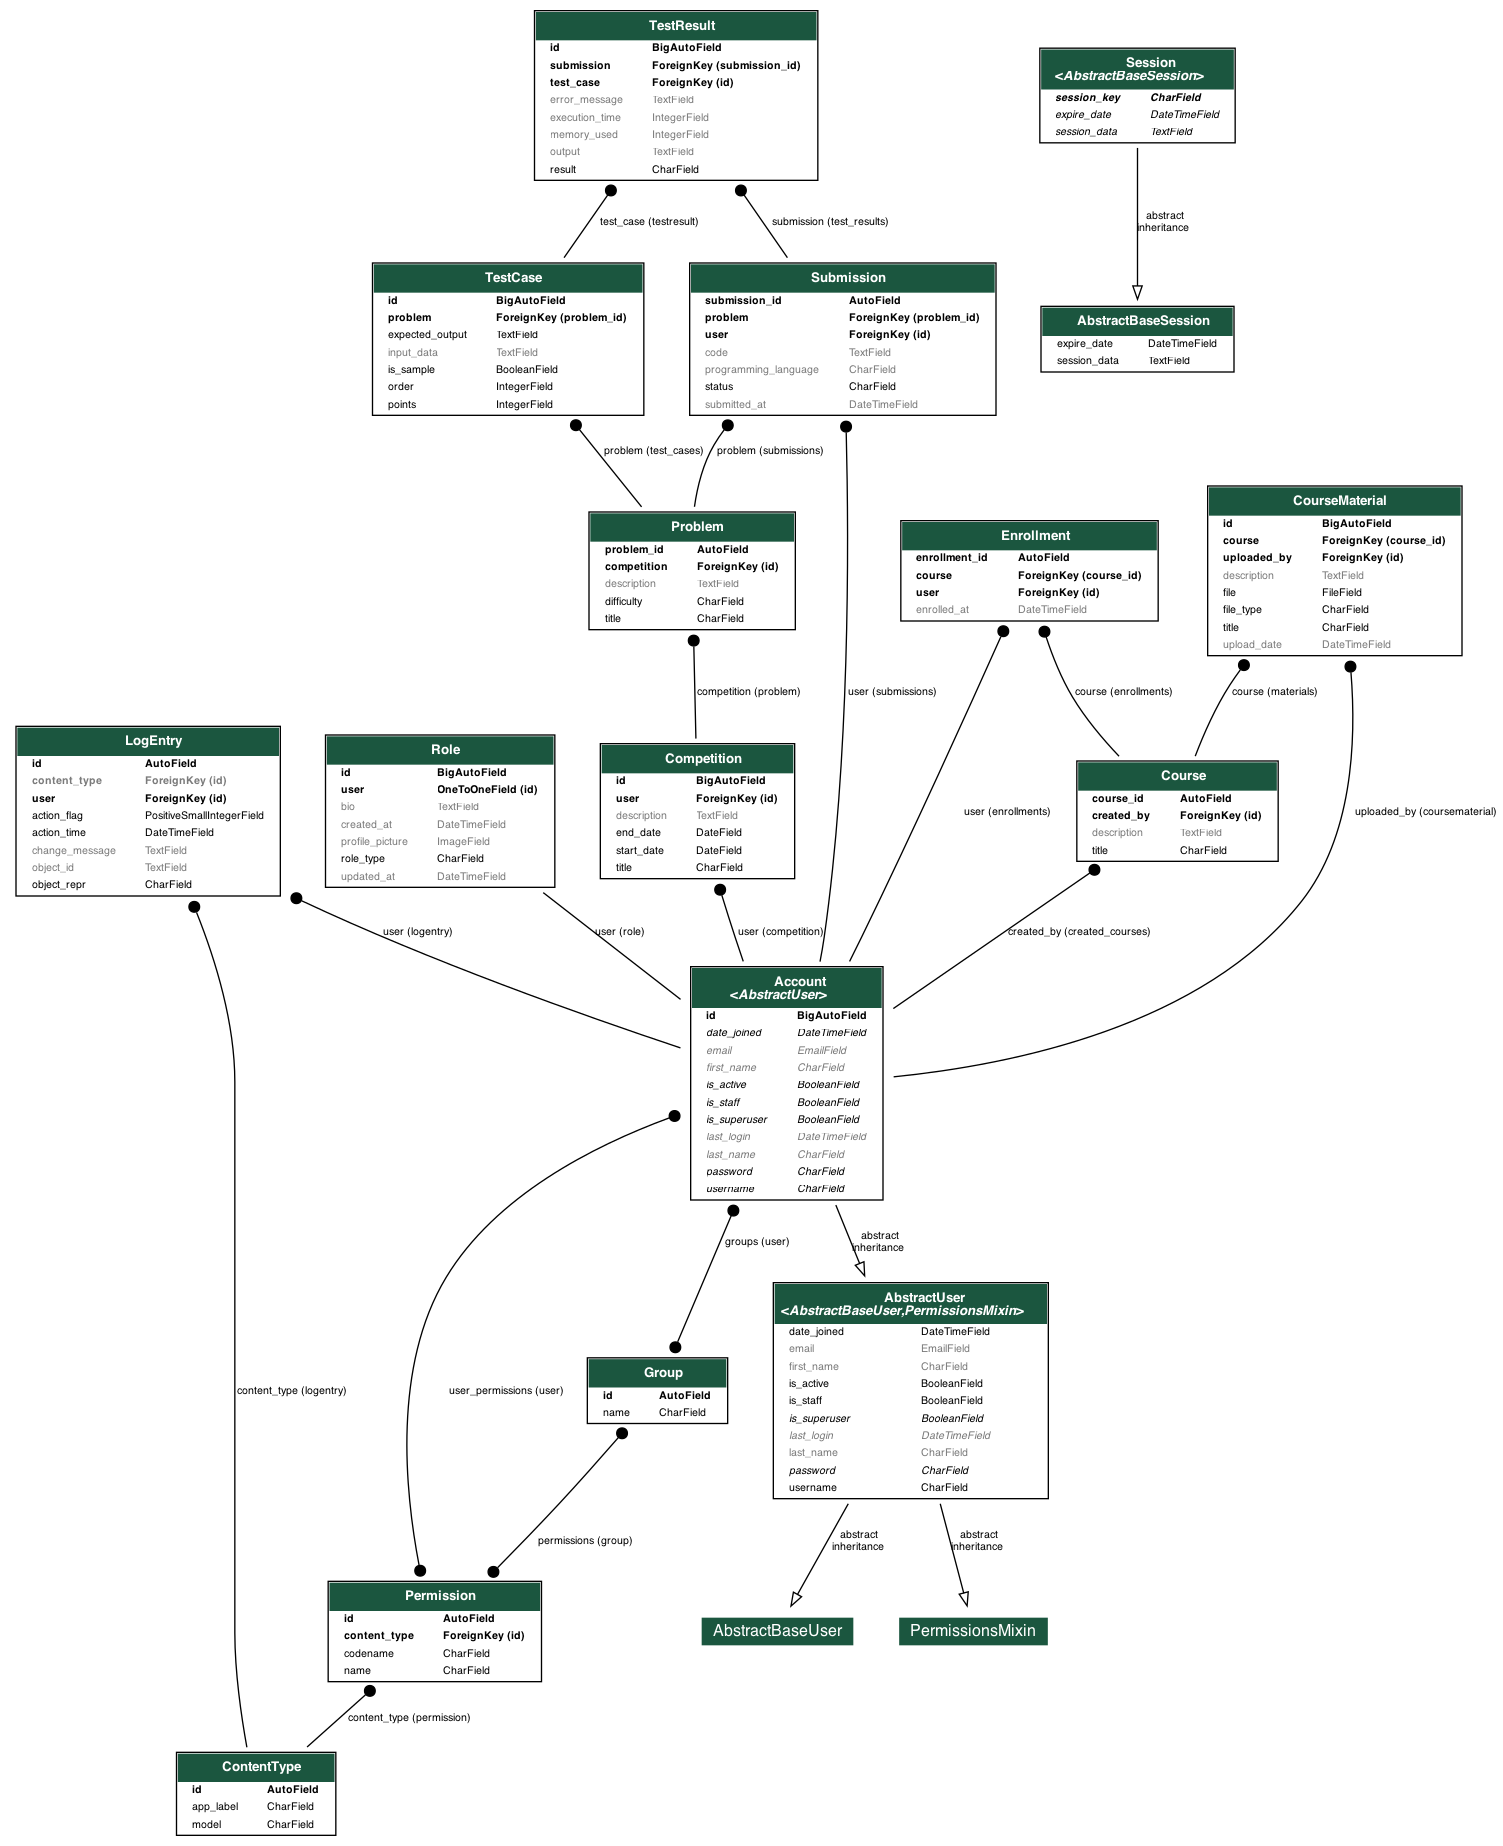 TestResult
id BigAutoField
submission ForeignKey (submission_id)
test_case ForeignKey (id)
error_message TextField
execution_time IntegerField
memory_used IntegerField
output TextField
result CharField
Session
<AbstractBaseSession>
session_key CharField
expire_date DateTimeField
session_data TextField
test_case (testresult)
submission (test_results)
abstract
inheritance
TestCase
id BigAutoField
problem ForeignKey (problem_id)
expected_output TextField
input_data TextField
is_sample BooleanField
order IntegerField
points IntegerField
Submission
submission_id AutoField
problem ForeignKey (problem_id)
user ForeignKey (id)
code TextField
programming_language CharField
status CharField
submitted_at DateTimeField
AbstractBaseSession
expire_date DateTimeField
session_data TextField
problem (test_cases)
problem (submissions)
Problem
problem_id AutoField
competition ForeignKey (id)
description TextField
difficulty CharField
title CharField
Enrollment
enrollment_id AutoField
course ForeignKey (course_id)
user ForeignKey (id)
enrolled_at DateTimeField
CourseMaterial
id BigAutoField
course ForeignKey (course_id)
uploaded_by ForeignKey (id)
description TextField
file FileField
file_type CharField
title CharField
upload_date DateTimeField
competition (problem)
user (submissions)
course (enrollments)
course (materials)
LogEntry
id AutoField
content_type ForeignKey (id)
user ForeignKey (id)
action_flag PositiveSmallIntegerField
action_time DateTimeField
change_message TextField
object_id TextField
object_repr CharField
Role
id BigAutoField
user OneToOneField (id)
bio TextField
created_at DateTimeField
profile_picture ImageField
role_type CharField
updated_at DateTimeField
Competition
id BigAutoField
user ForeignKey (id)
description TextField
end_date DateField
start_date DateField
title CharField
user (enrollments)
Course
course_id AutoField
created_by ForeignKey (id)
description TextField
title CharField
uploaded_by (coursematerial)
user (logentry)
user (role)
user (competition)
created_by (created_courses)
Account
<AbstractUser>
id BigAutoField
date_joined DateTimeField
email EmailField
first_name CharField
is_active BooleanField
is_staff BooleanField
is_superuser BooleanField
last_login DateTimeField
last_name CharField
password CharField
username CharField
groups (user)
abstract
inheritance
AbstractUser
<AbstractBaseUser,PermissionsMixin>
date_joined DateTimeField
email EmailField
first_name CharField
is_active BooleanField
is_staff BooleanField
is_superuser BooleanField
last_login DateTimeField
last_name CharField
password CharField
username CharField
Group
id AutoField
name CharField
content_type (logentry)
user_permissions (user)
permissions (group)
abstract
inheritance
abstract
inheritance
Permission
id AutoField
content_type ForeignKey (id)
codename CharField
name CharField
AbstractBaseUser
PermissionsMixin
content_type (permission)
ContentType
id AutoField
app_label CharField
model CharField